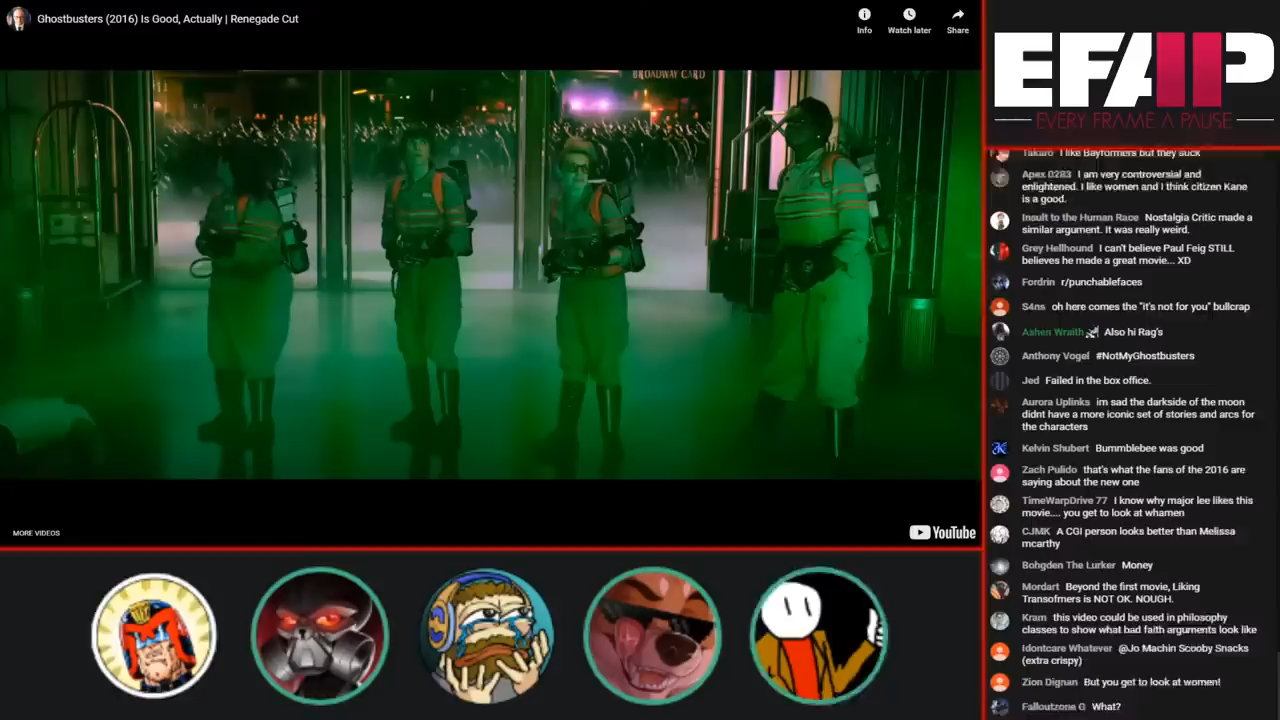 Ghostbusters (2016) Is Good, Actually | Renegade Cut
Info
Watch later
Share
BROADWAY CARD
MORE VIDEOS
YouTube
EFAP
EVERY FRAME A PAUSE
Takaro I like Bayformers but they suck
Apex 0283 I am very controversial and
enlightened. I like women and I think citizen Kane
is a good.
Insult to the Human Race Nostalgia Critic made a
similar argument. It was really weird.
Grey Hellhound I can't believe Paul Feig STILL
believes he made a great movie... XD
Fordrin r/punchablefaces
S4ns oh here comes the "it's not for you" bullcrap
Ashen Wraith Also hi Rag's
Anthony Vogel #NotMyGhostbusters
Jed Failed in the box office.
Aurora Uplinks im sad the darkside of the moon
didnt have a more iconic set of stories and arcs for
the characters
Kelvin Shubert Bummblebee was good
Zach Pulido that's what the fans of the 2016 are
saying about the new one
TimeWarpDrive 77 I know why major lee likes this
movie.... you get to look at whamen
CJMK A CGI person looks better than Melissa
mcarthy
Bohgden The Lurker Money
Mordart Beyond the first movie, Liking
Transofmers is NOT OK. NOUGH.
Kram this video could be used in philosophy
classes to show what bad faith arguments look like
Idontcare Whatever @Jo Machin Scooby Snacks
(extra crispy)
Zion Dignan But you get to look at women!
Falloutzone G What?